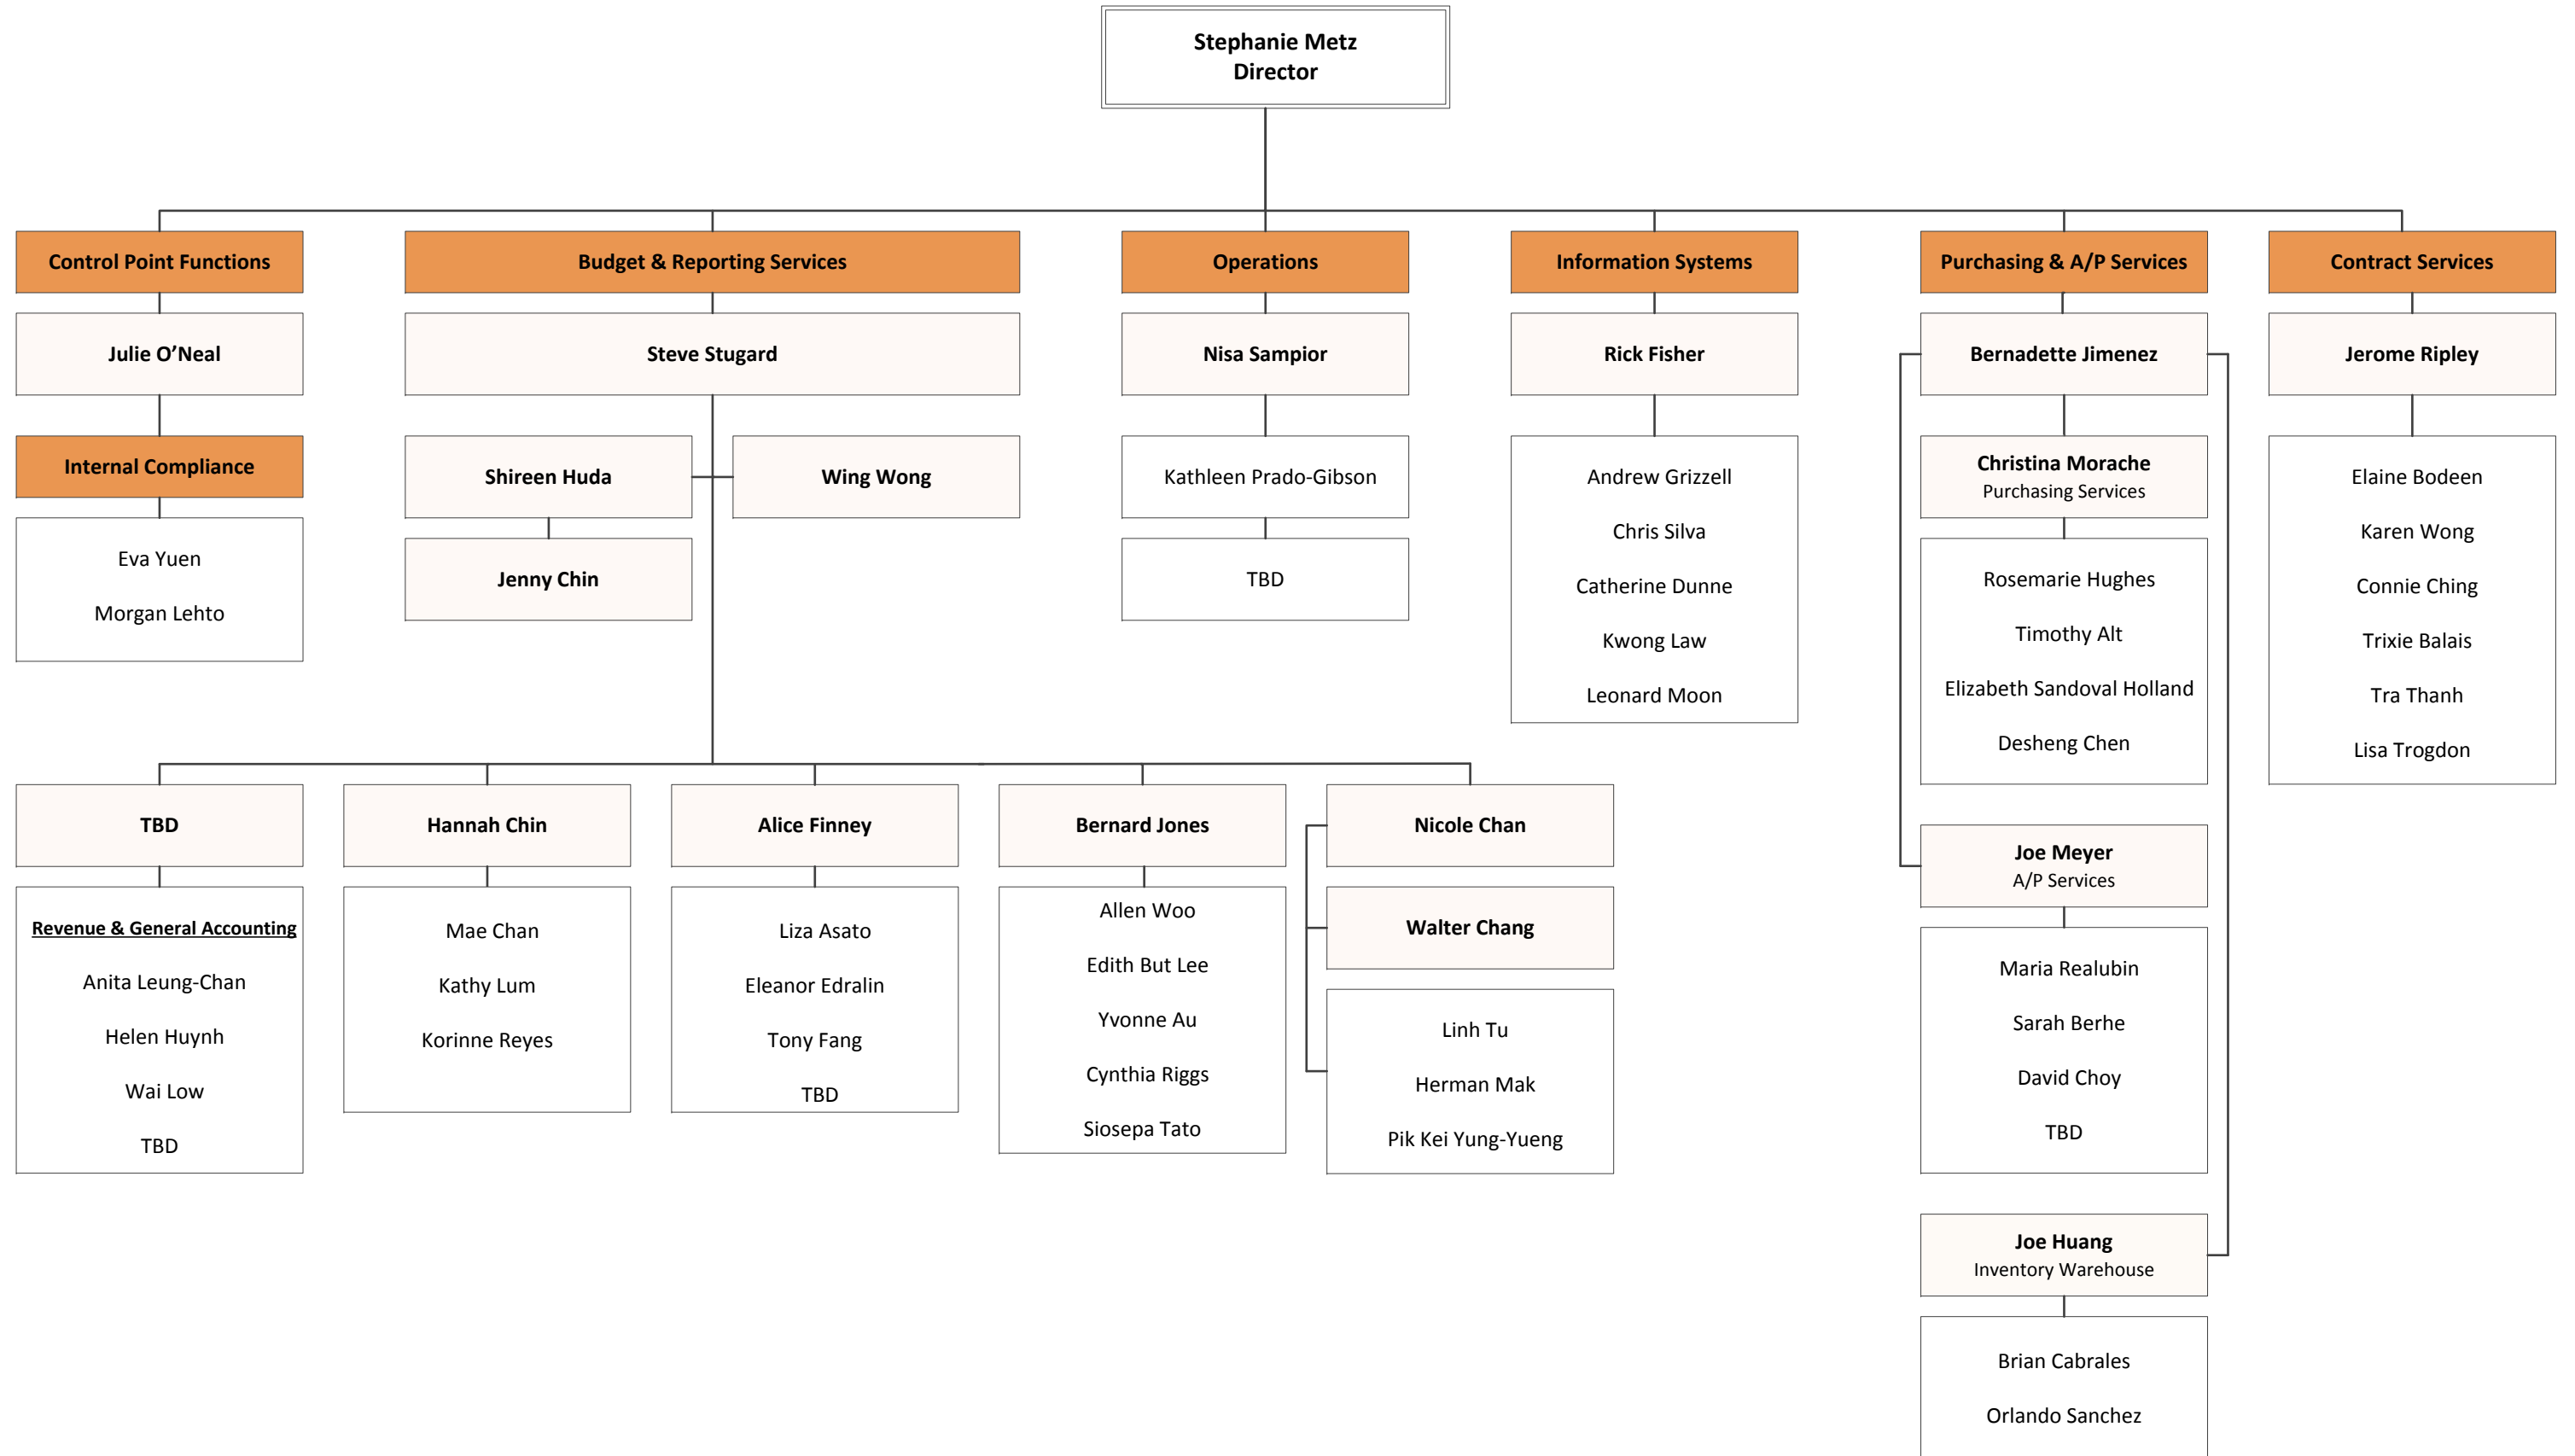 Stephanie Metz
Director
Control Point Functions
Budget & Reporting Services
Operations
Information Systems
Purchasing & A/P Services
Contract Services
Julie O’Neal
Steve Stugard
Nisa Sampior
Rick Fisher
Bernadette Jimenez
Jerome Ripley
Internal Compliance
Eva Yuen
Morgan Lehto
Shireen Huda
Wing Wong
Jenny Chin
Kathleen Prado-Gibson
TBD
Andrew Grizzell
Chris Silva
Catherine Dunne
Kwong Law
Leonard Moon
Christina Morache
Purchasing Services
Rosemarie Hughes
Timothy Alt
Elizabeth Sandoval Holland
Desheng Chen
Elaine Bodeen
Karen Wong
Connie Ching
Trixie Balais
Tra Thanh
Lisa Trogdon
TBD
Revenue & General Accounting
Anita Leung-Chan
Helen Huynh
Wai Low
TBD
Hannah Chin
Mae Chan
Kathy Lum
Korinne Reyes
Alice Finney
Liza Asato
Eleanor Edralin
Tony Fang
TBD
Bernard Jones
Allen Woo
Edith But Lee
Yvonne Au
Cynthia Riggs
Siosepa Tato
Nicole Chan
Walter Chang
Linh Tu
Herman Mak
Pik Kei Yung-Yueng
Joe Meyer
A/P Services
Maria Realubin
Sarah Berhe
David Choy
TBD
Joe Huang
Inventory Warehouse
Brian Cabrales
Orlando Sanchez